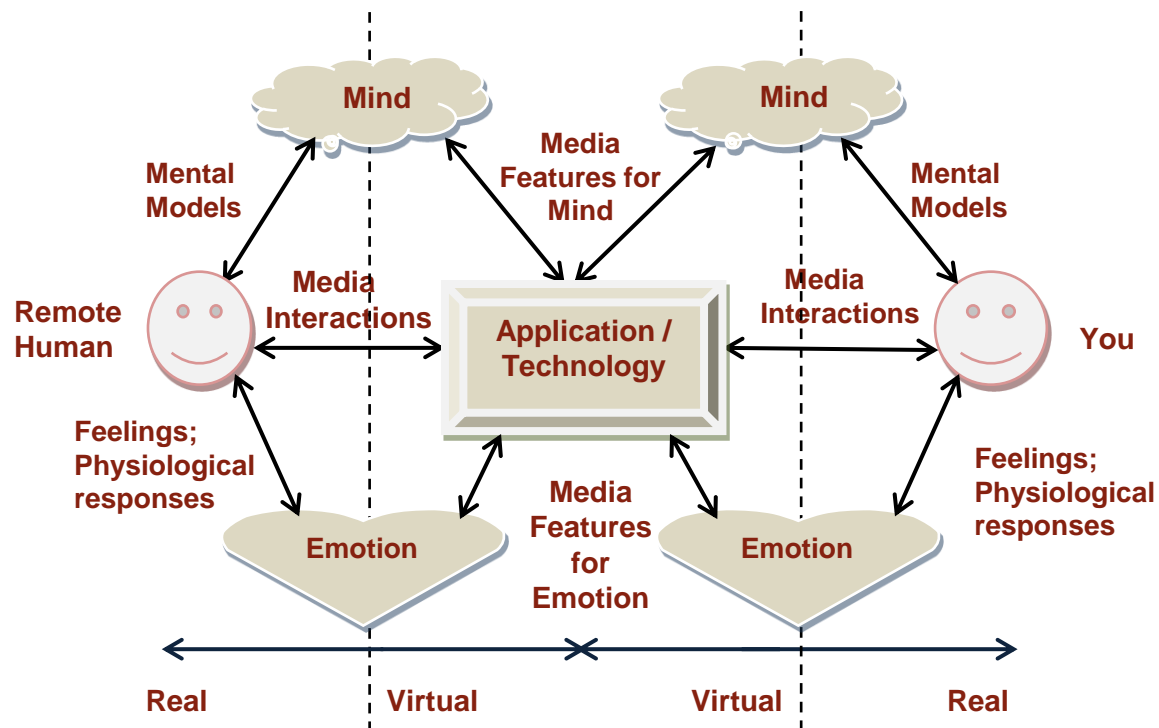 Mind
Mind
Media
Features for
Mind
Mental
Models
Mental
Models
Media
Interactions
Media
Interactions
Remote
Human
Application /
Technology
You
Feelings;
Physiological
responses
Feelings;
Physiological
responses
Media
Features
for
Emotion
Emotion
Emotion
Real
Virtual
Virtual
Real